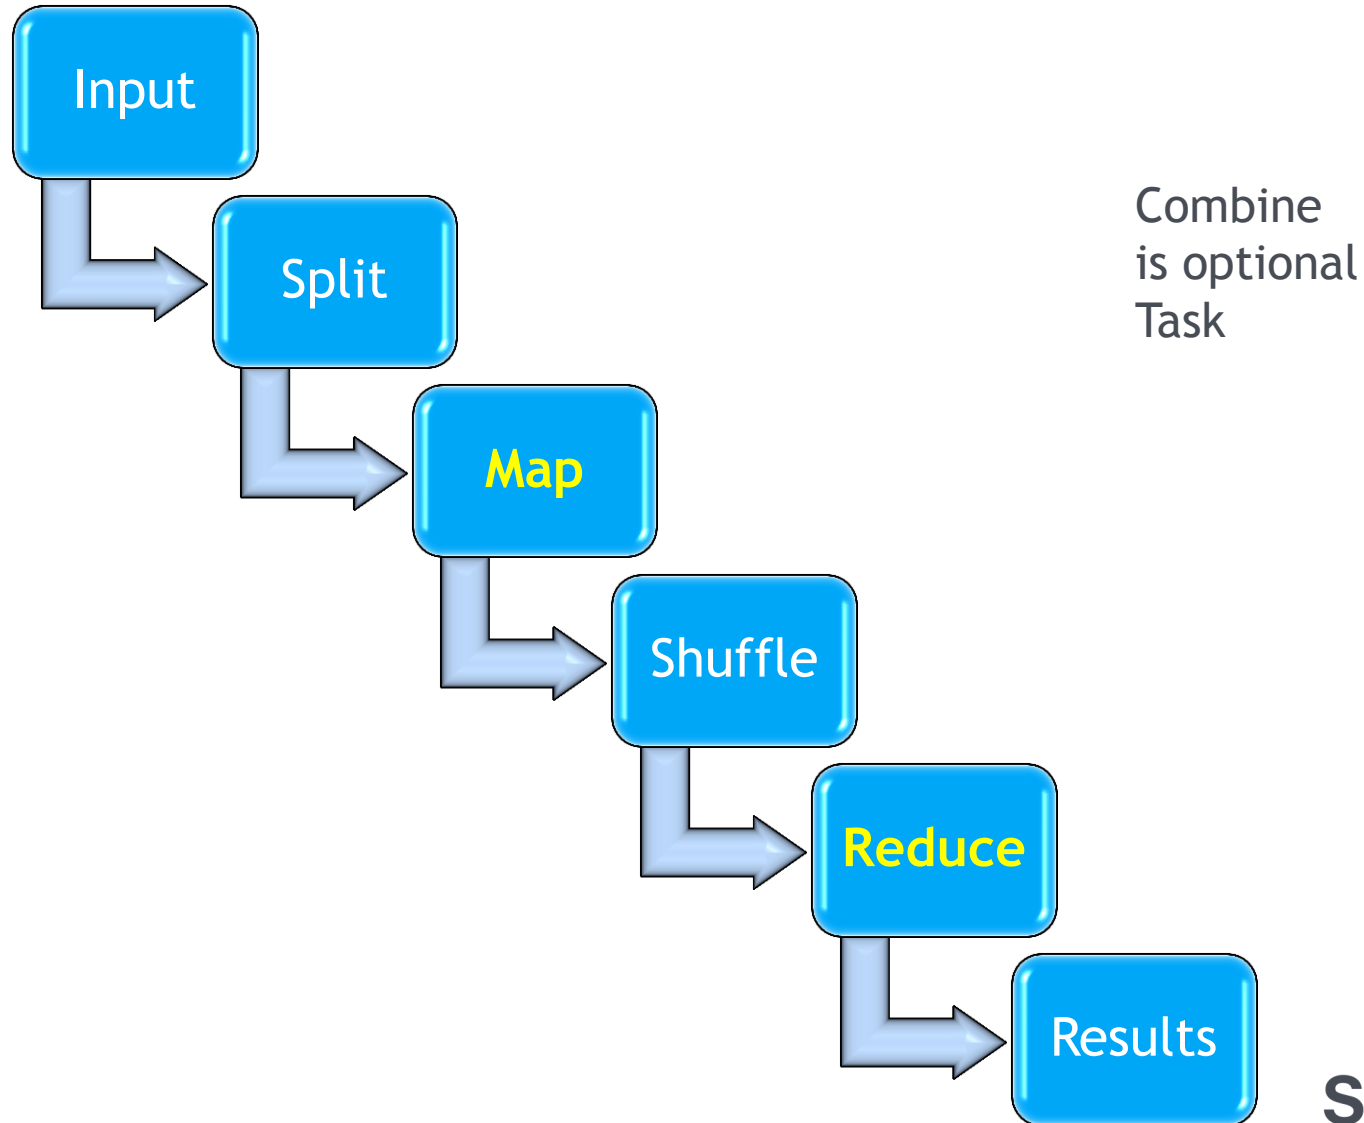 Input
Combine
is optional
Task
Split
Map
Shuffle
Reduce
Results
S